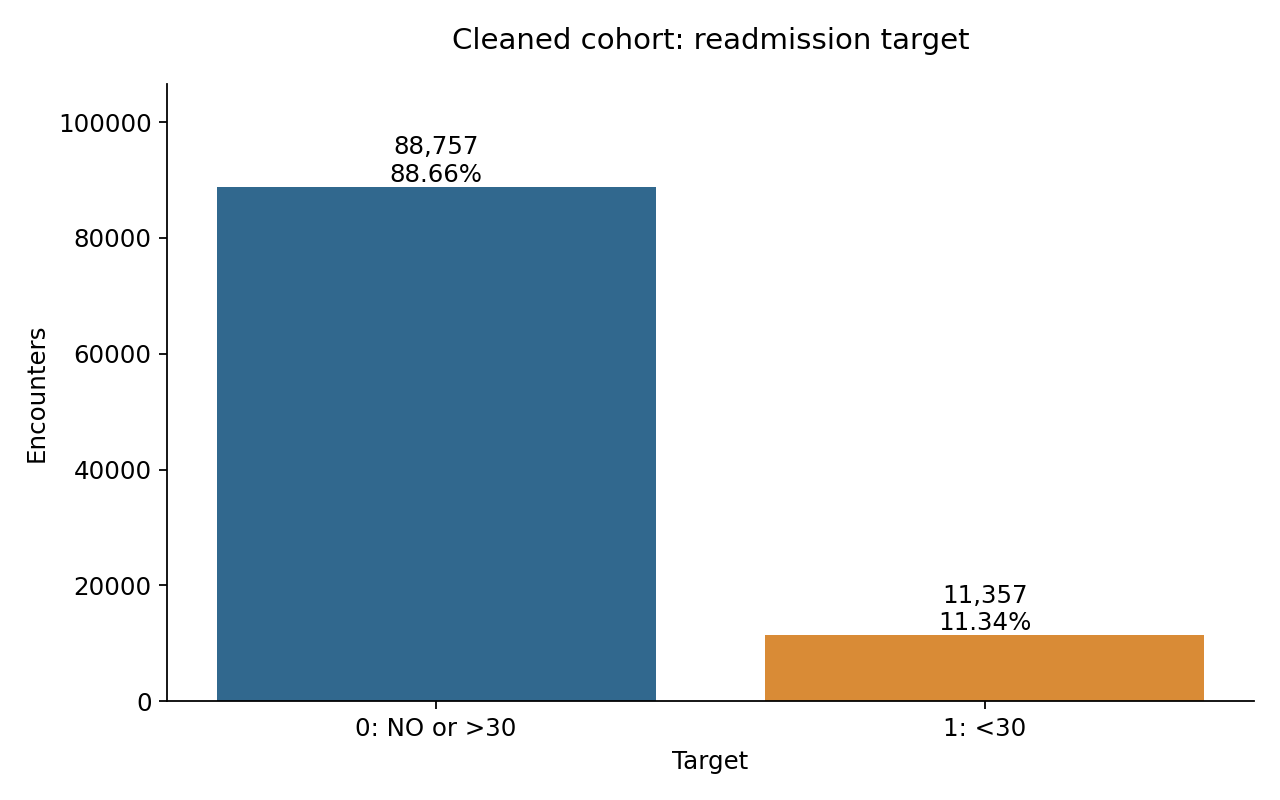 Cleaned cohort: readmission target
100000
80000
60000
40000
20000
0
Encounters
88,757
88.66%
11,357
11.34%
0: NO or >30
1: <30
Target